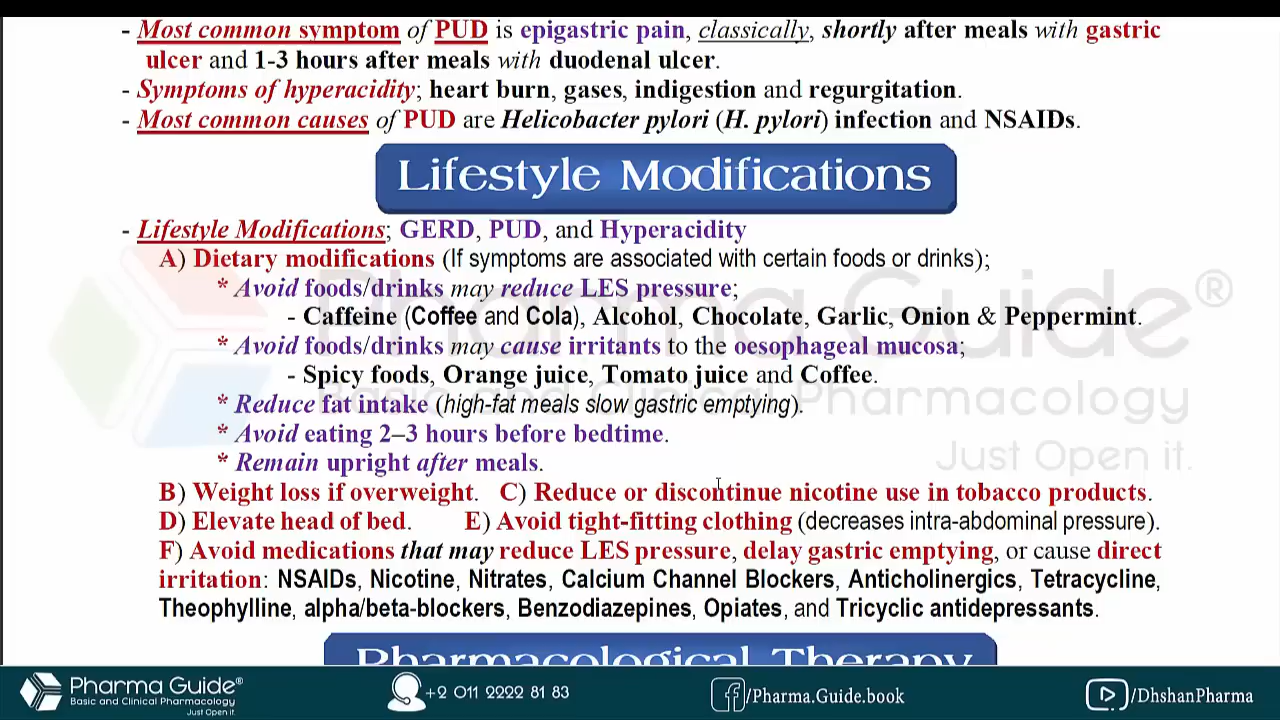 - Most common symptom of PUD is epigastric pain, classically, shortly after meals with gastric
ulcer and 1-3 hours after meals with duodenal ulcer.
- Symptoms of hyperacidity; heart burn, gases, indigestion and regurgitation.
- Most common causes of PUD are Helicobacter pylori (H. pylori) infection and NSAIDs.
Lifestyle Modifications
- Lifestyle Modifications; GERD, PUD, and Hyperacidity
A) Dietary modifications (If symptoms are associated with certain foods or drinks);
* Avoid foods/drinks may reduce LES pressure;
- Caffeine (Coffee and Cola), Alcohol, Chocolate, Garlic, Onion & Peppermint.
* Avoid foods/drinks may cause irritants to the oesophageal mucosa;
- Spicy foods, Orange juice, Tomato juice and Coffee.
* Reduce fat intake (high-fat meals slow gastric emptying).
* Avoid eating 2–3 hours before bedtime.
* Remain upright after meals.
B) Weight loss if overweight. C) Reduce or discontinue nicotine use in tobacco products.
D) Elevate head of bed. E) Avoid tight-fitting clothing (decreases intra-abdominal pressure).
F) Avoid medications that may reduce LES pressure, delay gastric emptying, or cause direct
irritation: NSAIDs, Nicotine, Nitrates, Calcium Channel Blockers, Anticholinergics, Tetracycline,
Theophylline, alpha/beta-blockers, Benzodiazepines, Opiates, and Tricyclic antidepressants.
Pharmacological Therapy
Pharma Guide®
Clinical Pharmacology
Just Open it.
Pharma Guide®
Basic and Clinical Pharmacology
Just Open it.
+2 011 2222 81 83
/Pharma.Guide.book
/DhshanPharma